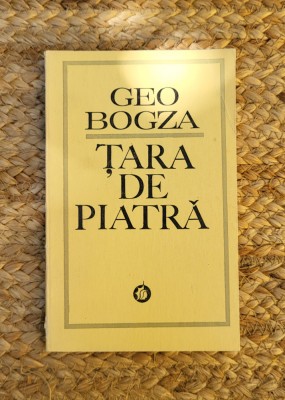 GEO
BOGZA
ȚARA
DE
PIATRĂ